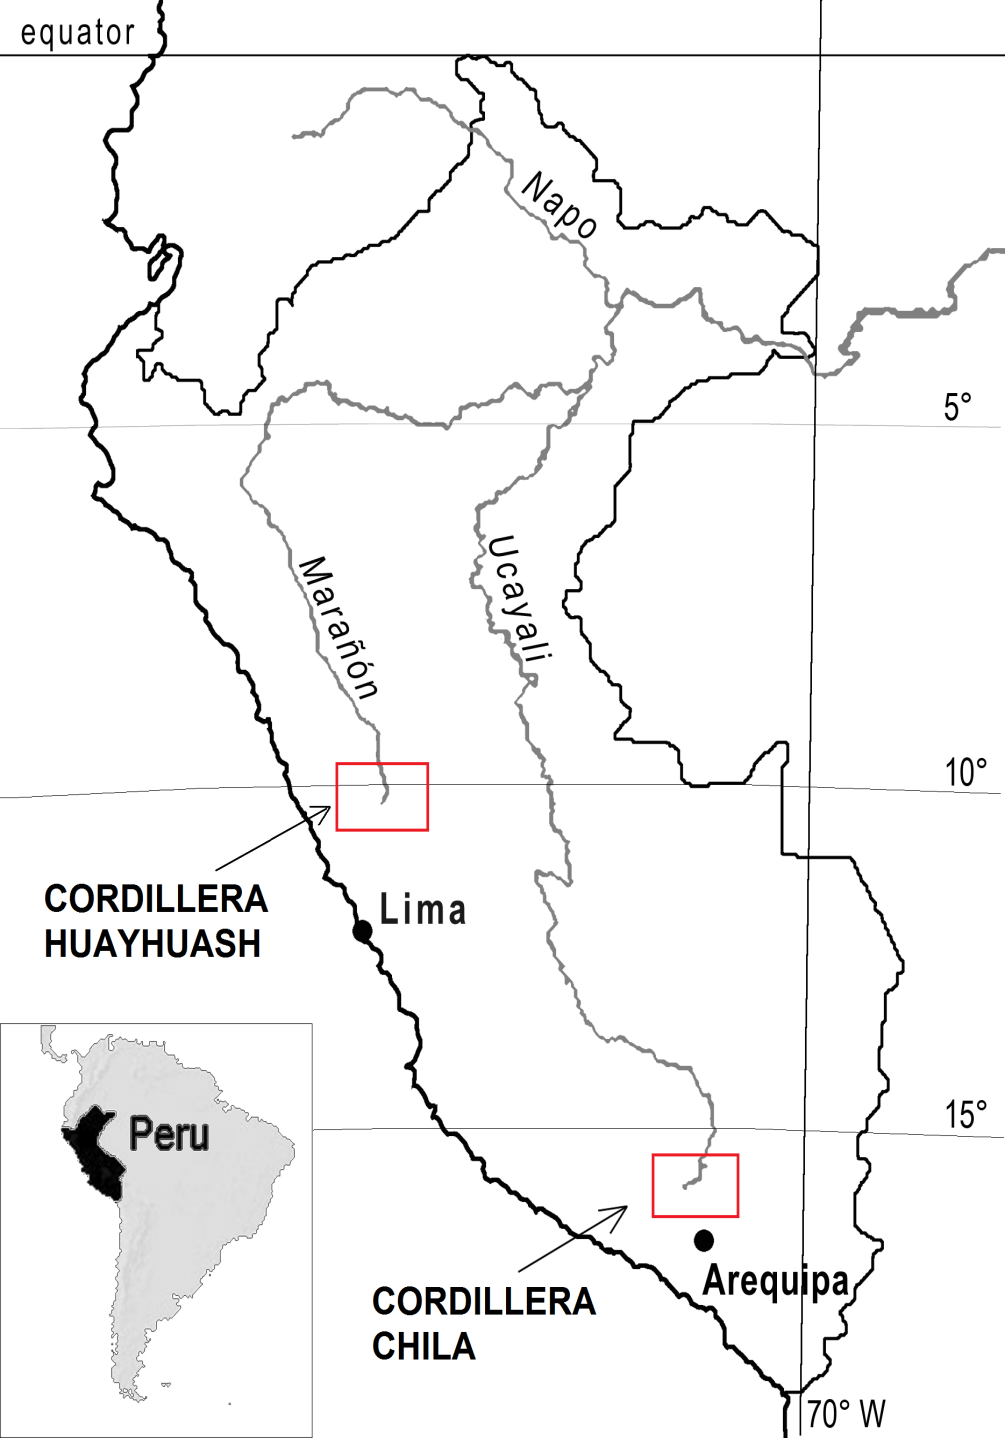 equator
Napo
5°
Marañón
Ucayali
10°
CORDILLERA
HUAYHUASH
Lima
Peru
15°
Arequipa
CORDILLERA
CHILA
70° W